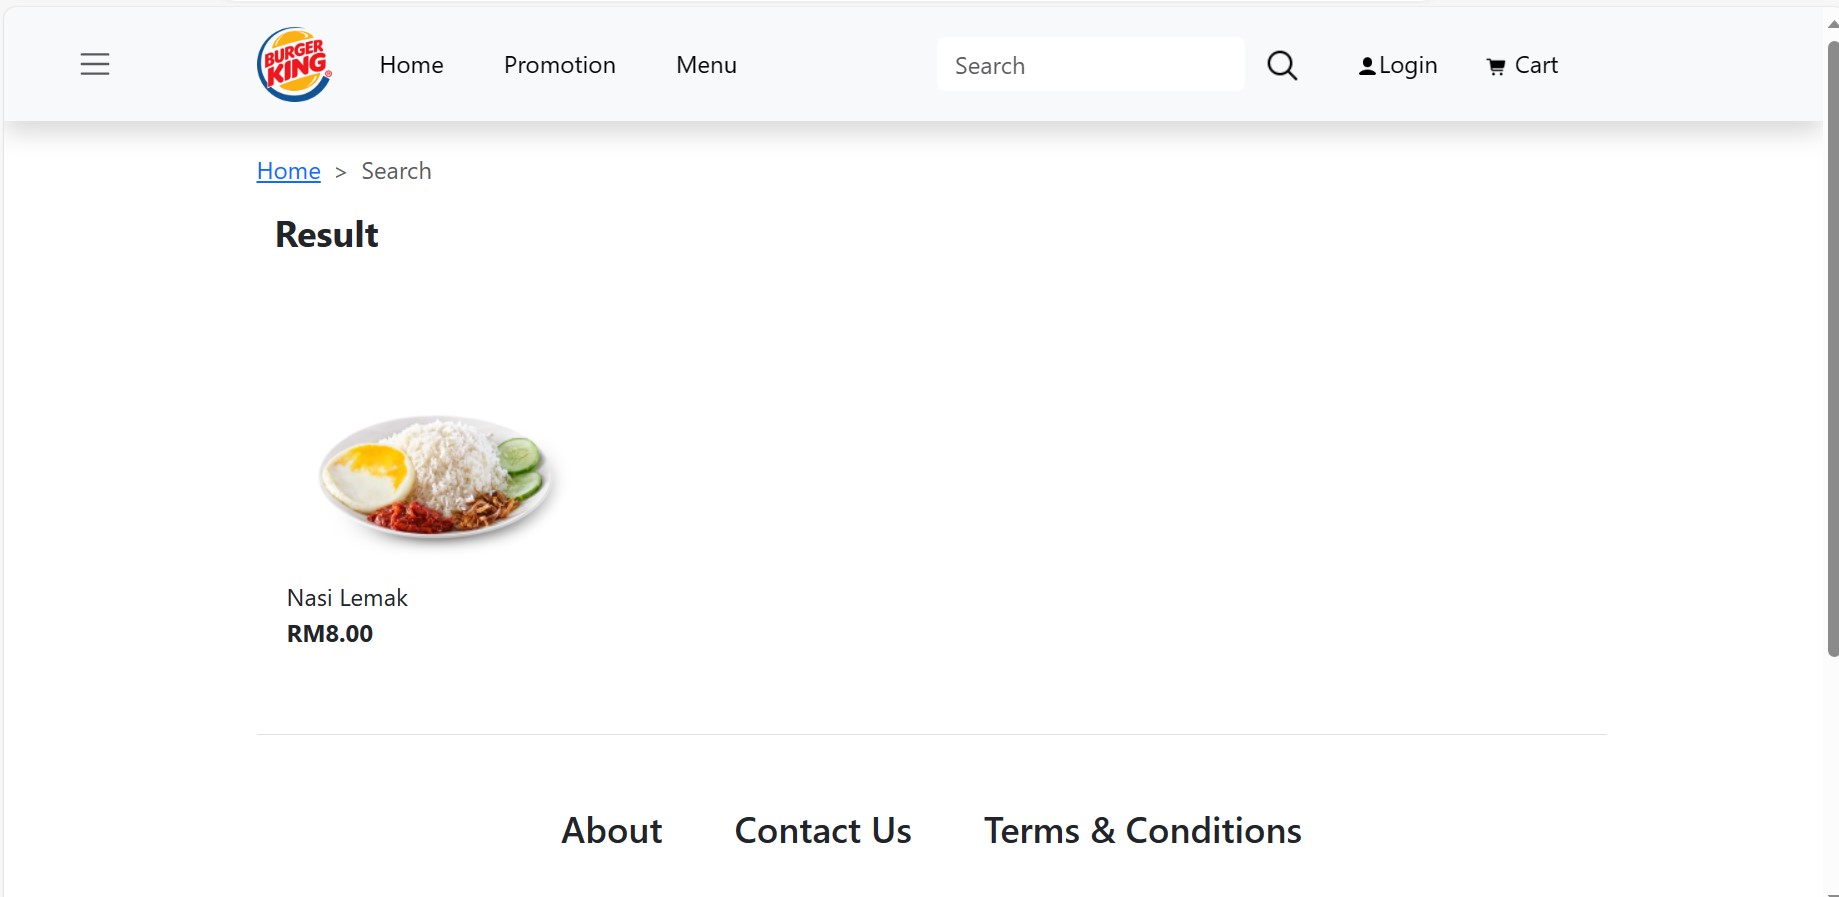 BURGER
KING®
Home
Promotion
Menu
Search
Login
Cart
Home > Search
Result
Nasi Lemak
RM8.00
About
Contact Us
Terms & Conditions